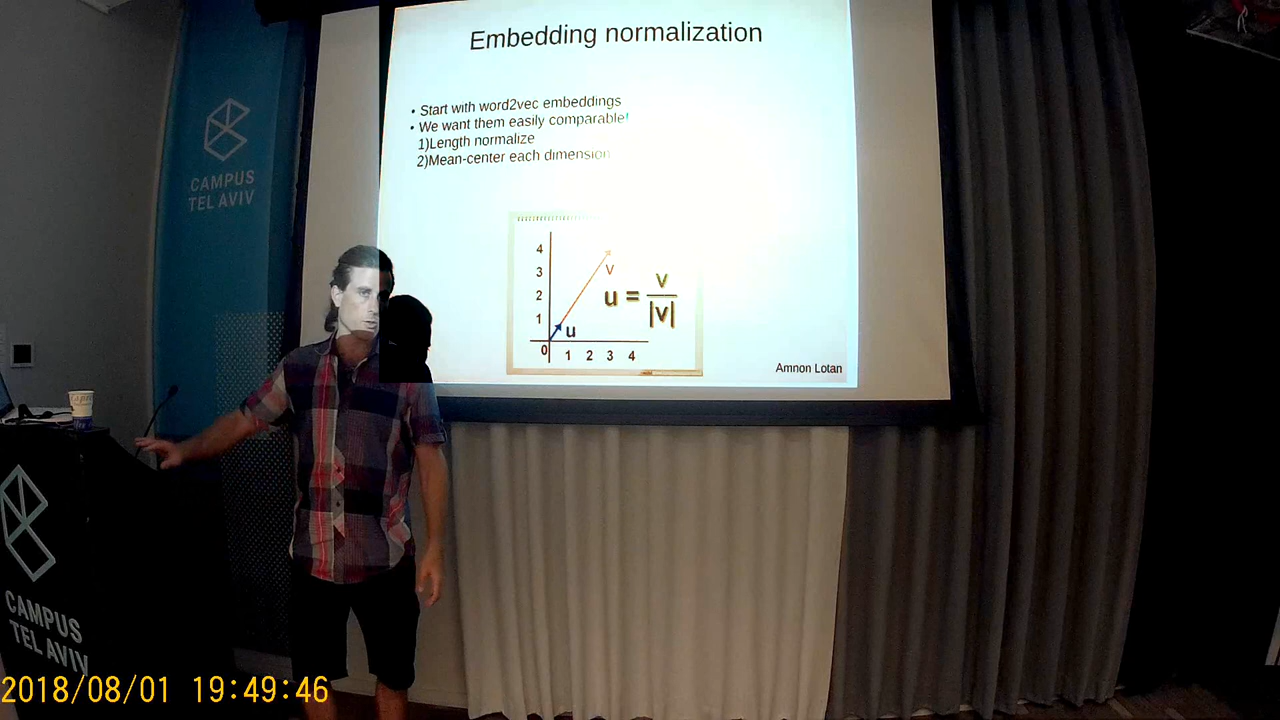 Embedding normalization
• Start with word2vec embeddings
• We want them easily comparable!
1)Length normalize
2)Mean-center each dimension
4
3
2
1
0
1 2 3 4
v
u
u = v
|v|
Amnon Lotan
CAMPUS
TEL AVIV
CAMPUS
TEL AVIV
2018/08/01 19:49:46